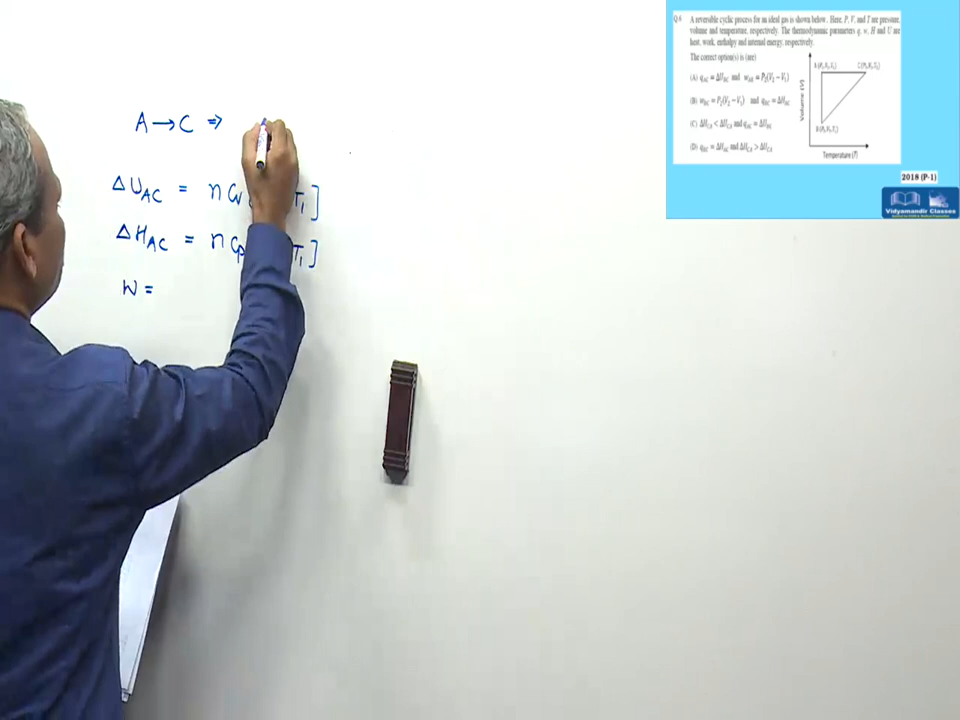 A → C ⇒
ΔU_AC = n Cv T₁ ]
ΔH_AC = n Cp T₁ ]
W =
Q.6 A reversible cyclic process for an ideal gas is shown below. Here, P, V, and T are pressure,
volume and temperature, respectively. The thermodynamic parameters q, w, H and U are
heat, work, enthalpy and internal energy, respectively.
The correct option(s) is (are)
(A) q_AC = ΔU_BC and w_AB = P₂(V₂ − V₁)
(B) w_BC = P₂(V₂ − V₁) and q_BC = ΔH_AC
(C) ΔH_CA < ΔU_CA and q_AC = ΔU_BC
(D) q_BC = ΔH_AC and ΔH_CA > ΔU_CA
Volume (V)
Temperature (T)
2018 (P-1)
Vidyamandir Classes